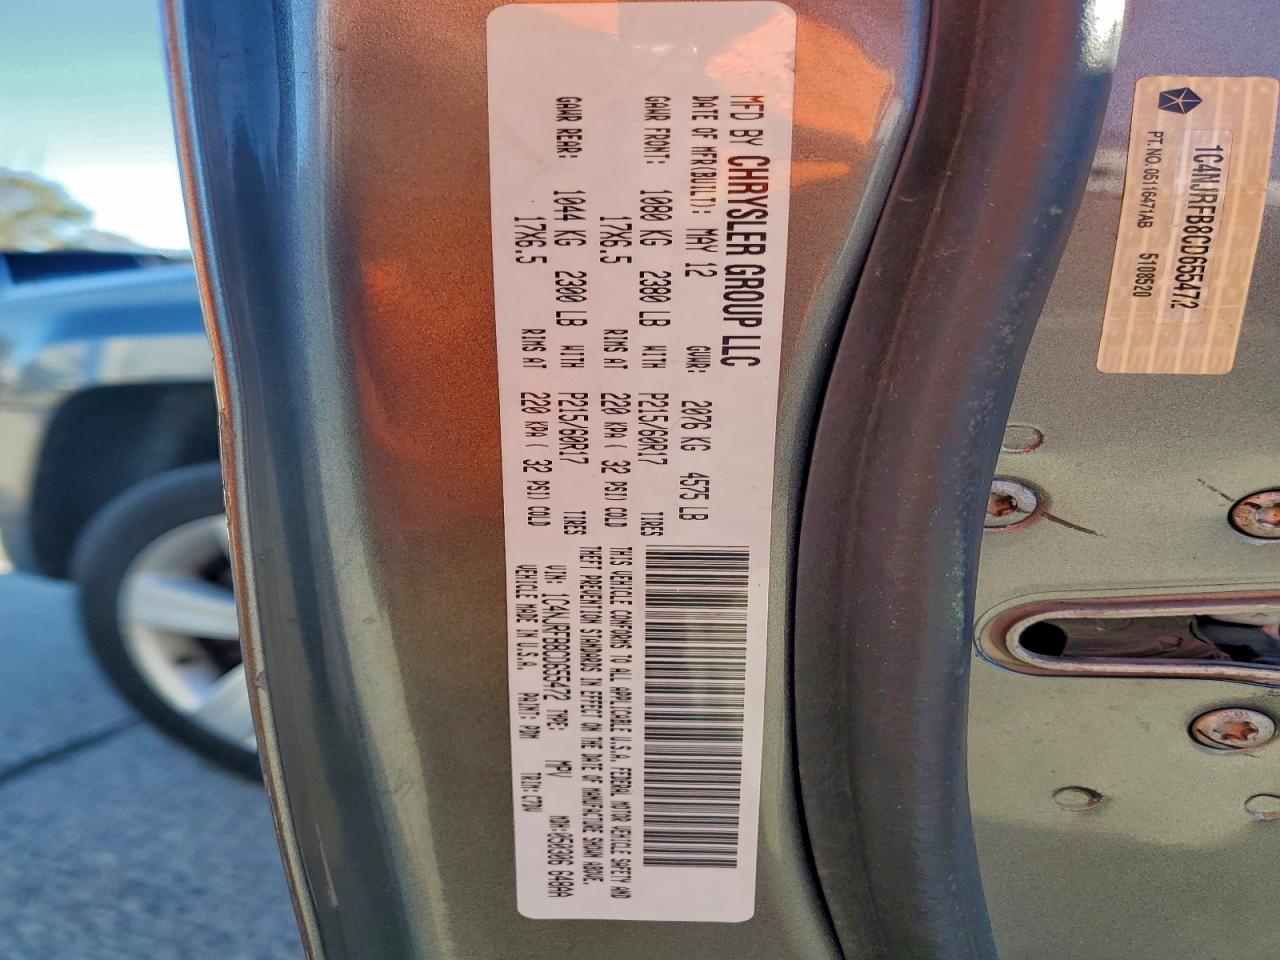 MFD BY CHRYSLER GROUP LLC
DATE OF MFR(BUILT): MAY 12 GVWR: 2076 KG 4575 LB
GAWR FRONT: 1080 KG 2380 LB WITH P215/60R17 TIRES
17X6.5 RIMS AT 220 KPA( 32 PSI) COLD
GAWR REAR: 1044 KG 2300 LB WITH P215/60R17 TIRES
17X6.5 RIMS AT 220 KPA( 32 PSI) COLD
THIS VEHICLE CONFORMS TO ALL APPLICABLE U.S.A. FEDERAL MOTOR VEHICLE SAFETY AND
THEFT PREVENTION STANDARDS IN EFFECT ON THE DATE OF MANUFACTURE SHOWN ABOVE.
VIN: 1C4NJRFB8CD655472 TYPE: MPV MDH: 050306 648AA
VEHICLE MADE IN U.S.A. PAINT: PDM TRIM: C7DV
1C4NJRFB8CD655472
PT. NO. 05116471AB 5108520